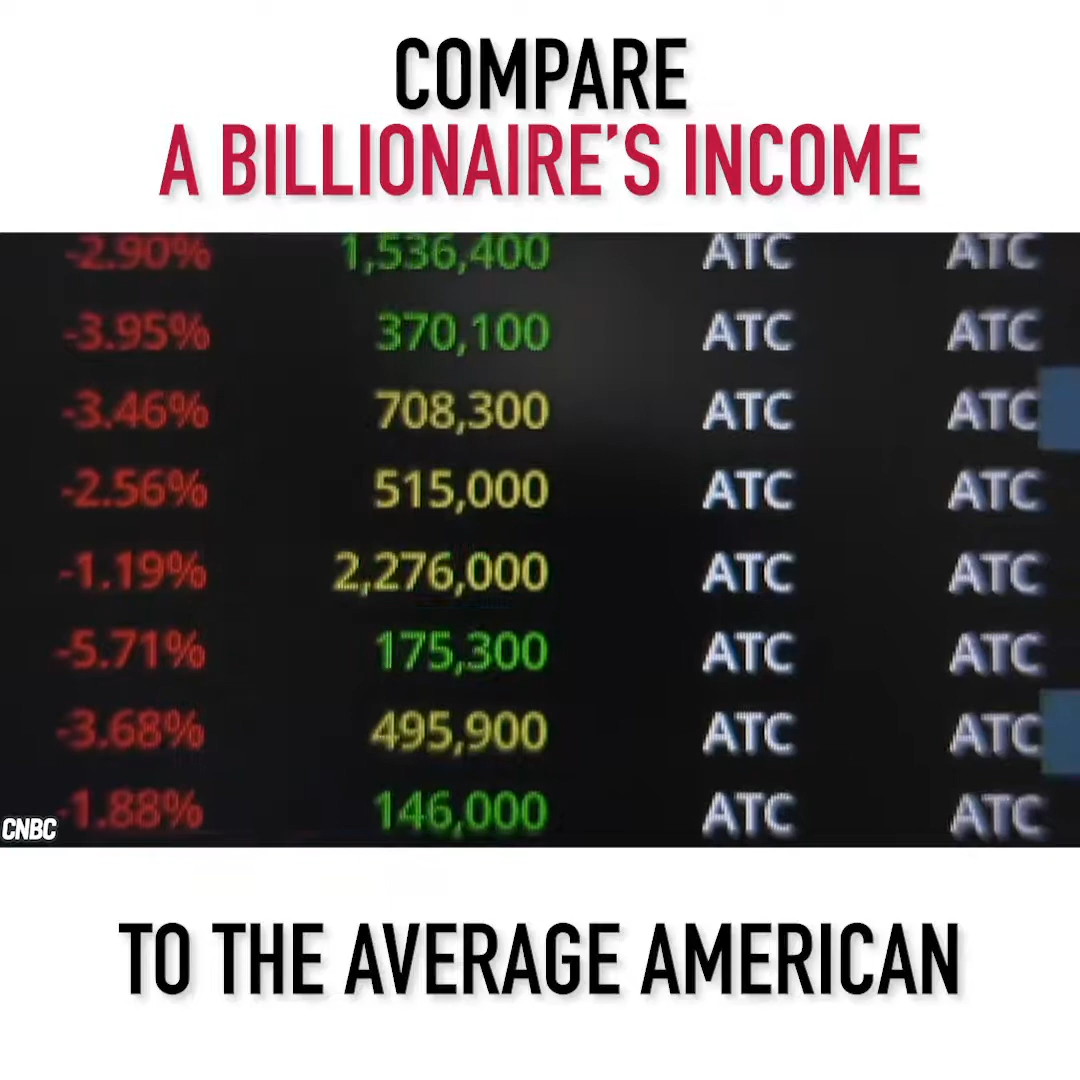 COMPARE
A BILLIONAIRE'S INCOME
-2.90% 1,536,400 ATC ATC
-3.95% 370,100 ATC ATC
-3.46% 708,300 ATC ATC
-2.56% 515,000 ATC ATC
-1.19% 2,276,000 ATC ATC
-5.71% 175,300 ATC ATC
-3.68% 495,900 ATC ATC
-1.88% 146,000 ATC ATC
CNBC
TO THE AVERAGE AMERICAN